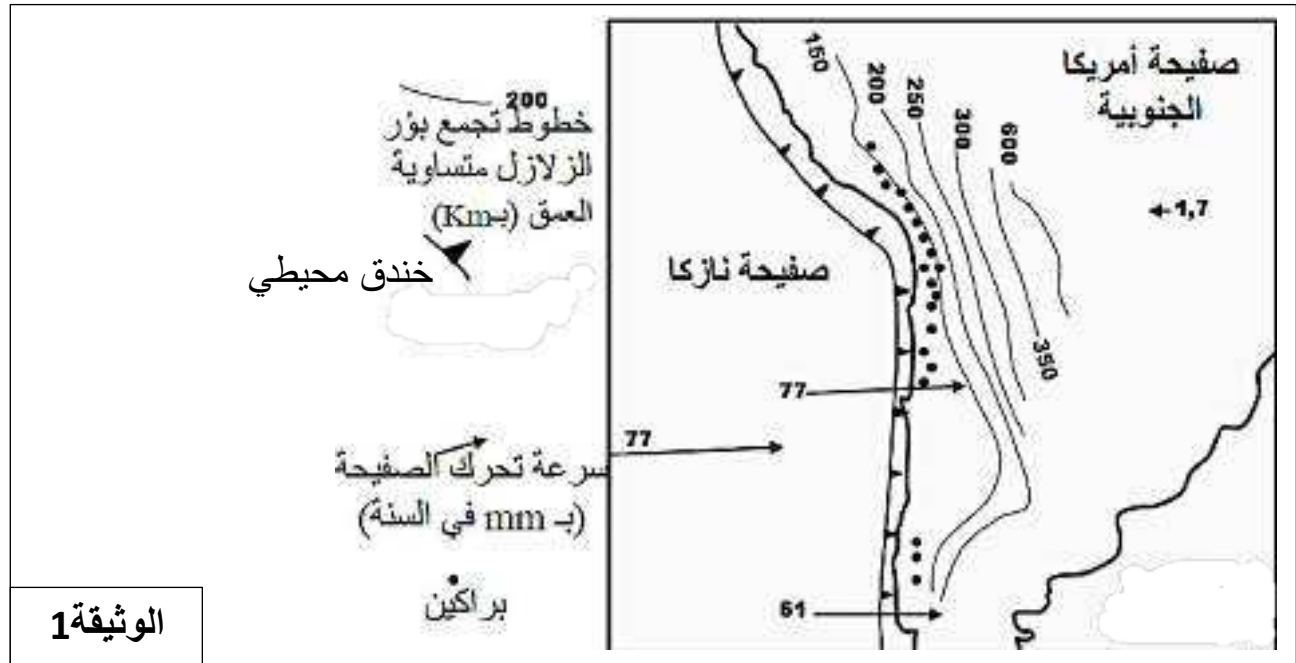 صفيحة أمريكا
الجنوبية
150
200
250
300
600
350
1,7
صفيحة نازكا
77
77
61
200
خطوط تجمع بؤر
الزلازل متساوية
العمق (بـKm)
خندق محيطي
سرعة تحرك الصفيحة
(بـ mm في السنة)
براكين
الوثيقة1